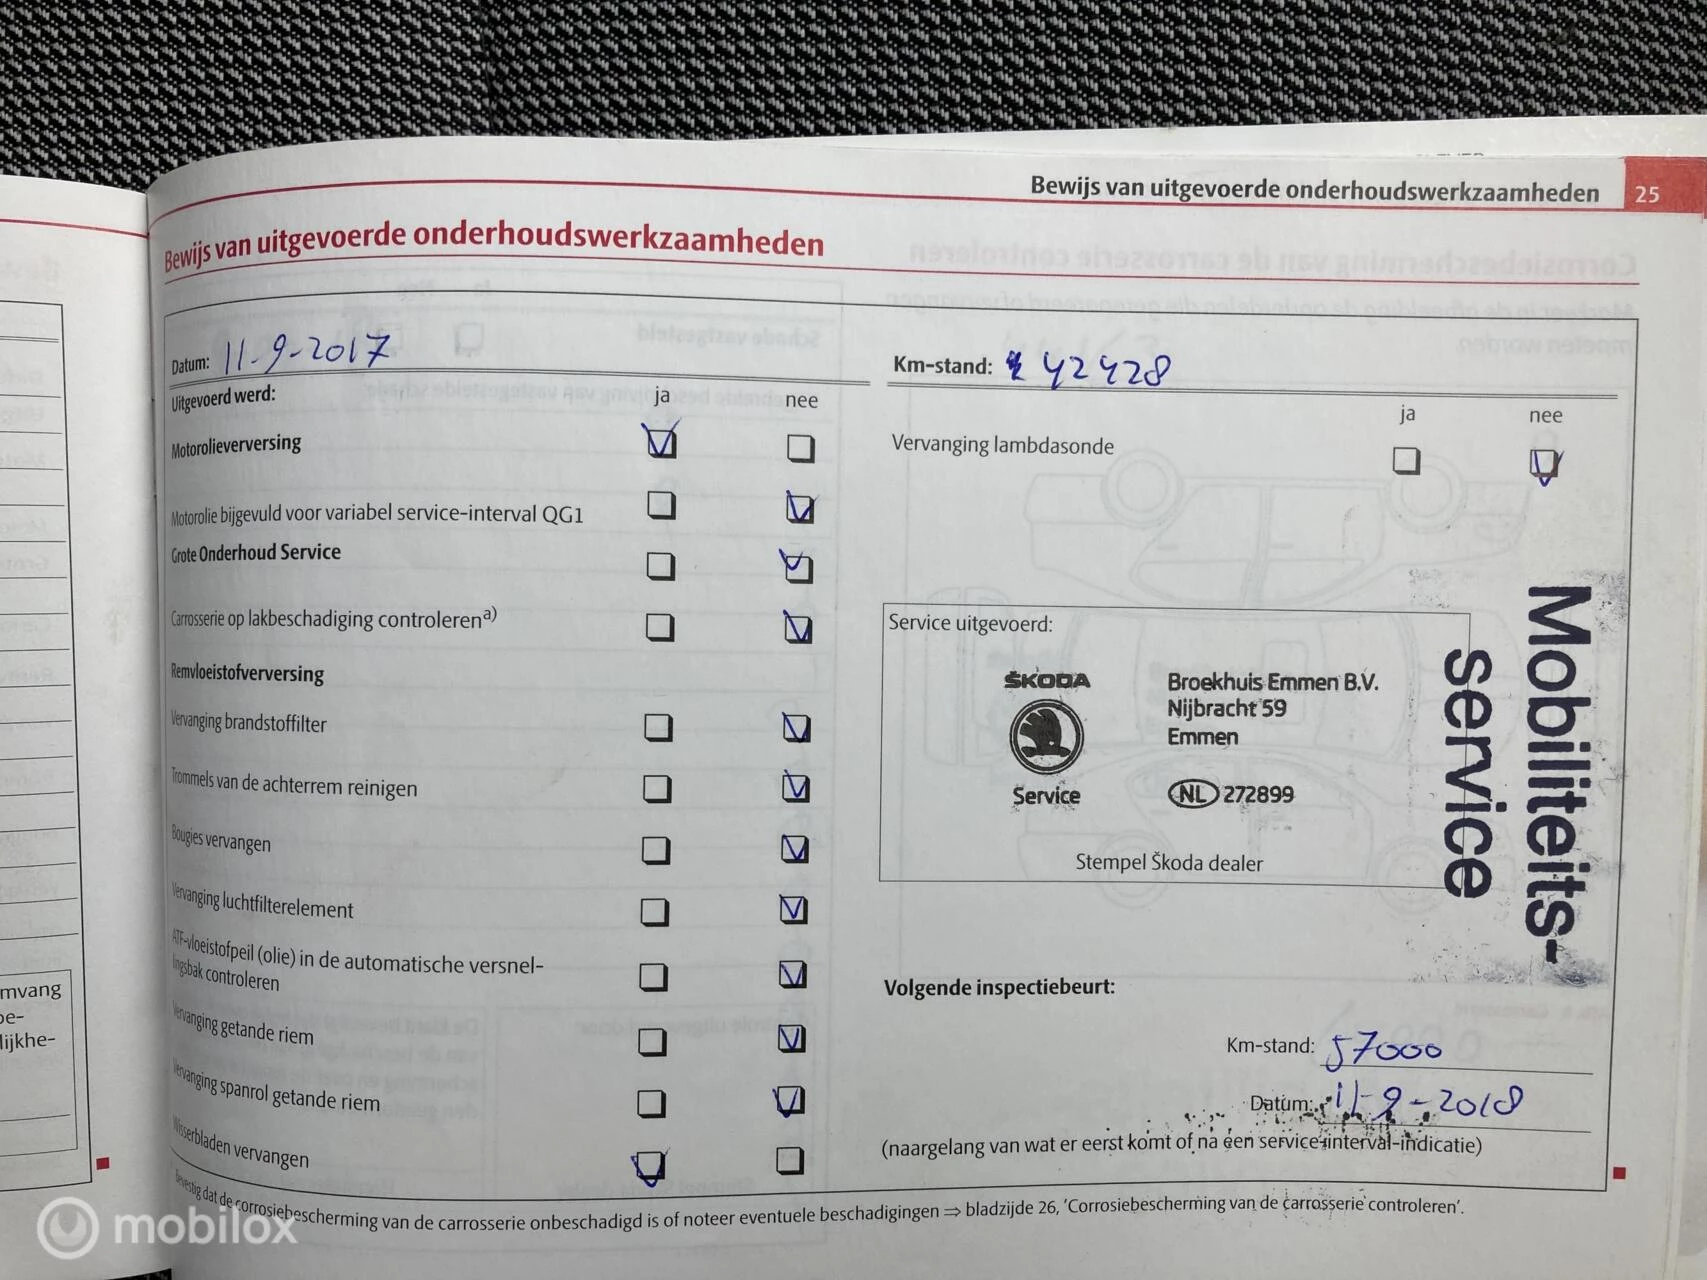 Bewijs van uitgevoerde onderhoudswerkzaamheden 25
Bewijs van uitgevoerde onderhoudswerkzaamheden
Datum: 11-9-2017
Uitgevoerd werd: ja nee
Motorolieverversing
Motorolie bijgevuld voor variabel service-interval QG1
Grote Onderhoud Service
Carrosserie op lakbeschadiging controleren a)
Remvloeistofverversing
Vervanging brandstoffilter
Trommels van de achterrem reinigen
Bougies vervangen
Vervanging luchtfilterelement
ATF-vloeistofpeil (olie) in de automatische versnel-
lingsbak controleren
Vervanging getande riem
Vervanging spanrol getande riem
Wisserbladen vervangen
Km-stand: 42428
ja nee
Vervanging lambdasonde
Service uitgevoerd:
ŠKODA
Service
Broekhuis Emmen B.V.
Nijbracht 59
Emmen
NL 272899
Stempel Škoda dealer
Mobiliteits-
service
Volgende inspectiebeurt:
Km-stand: 57000
Datum: 11-9-2018
(naargelang van wat er eerst komt of na een service-interval-indicatie)
Bevestig dat de corrosiebescherming van de carrosserie onbeschadigd is of noteer eventuele beschadigingen ⇒ bladzijde 26, 'Corrosiebescherming van de carrosserie controleren'.
mvang
be-
lijkhe-
mobilox